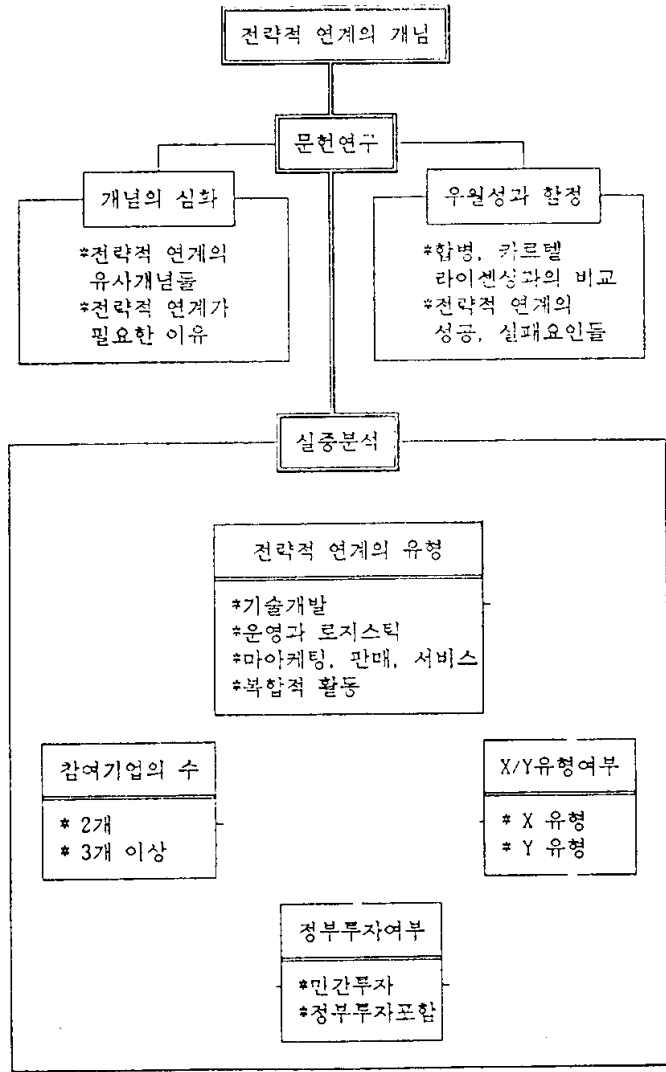 전략적 연계의 개념
문헌연구
개념의 심화
*전략적 연계의
유사개념들
*전략적 연계가
필요한 이유
우월성과 함정
*합병, 카르텔
라이센싱과의 비교
*전략적 연계의
성공, 실패요인들
실증분석
전략적 연계의 유형
*기술개발
*운영과 로지스틱
*마아케팅, 판매, 서비스
*복합적 활동
참여기업의 수
* 2개
* 3개 이상
X/Y유형여부
* X 유형
* Y 유형
정부투자여부
*민간투자
*정부투자포함